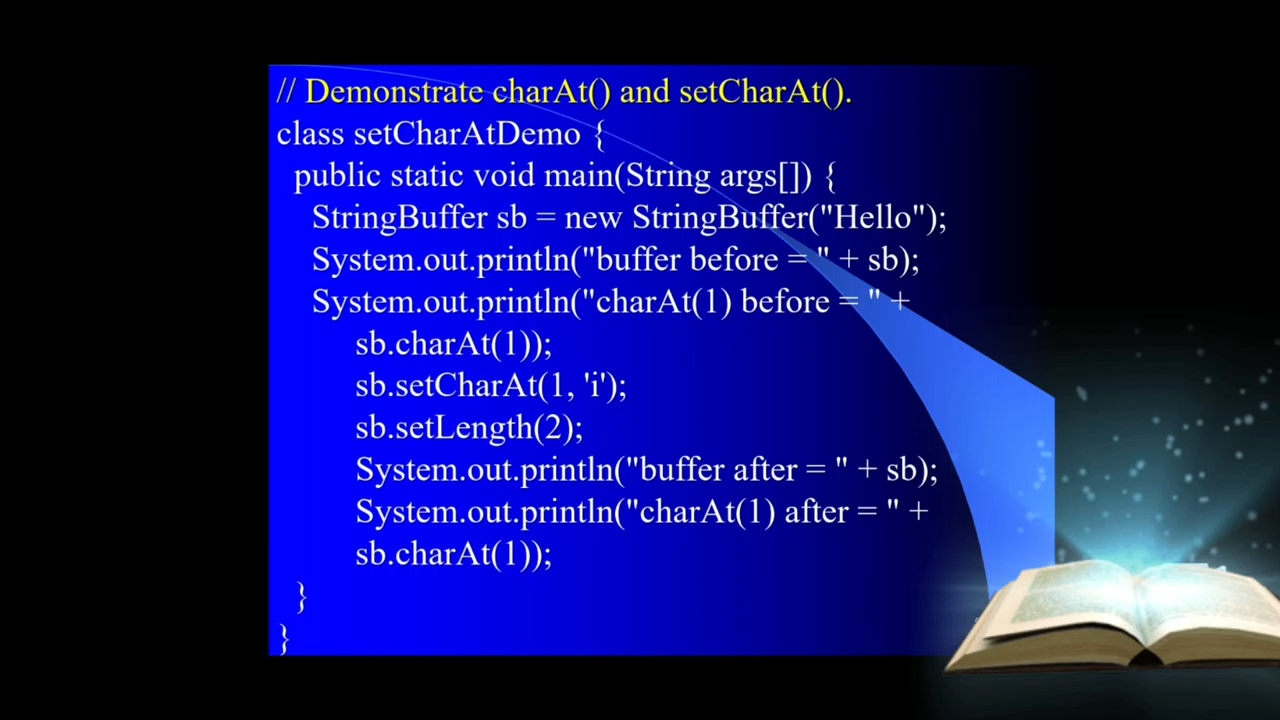 // Demonstrate charAt() and setCharAt().
class setCharAtDemo {
public static void main(String args[]) {
StringBuffer sb = new StringBuffer("Hello");
System.out.println("buffer before = " + sb);
System.out.println("charAt(1) before = " +
sb.charAt(1));
sb.setCharAt(1, 'i');
sb.setLength(2);
System.out.println("buffer after = " + sb);
System.out.println("charAt(1) after = " +
sb.charAt(1));
}
}